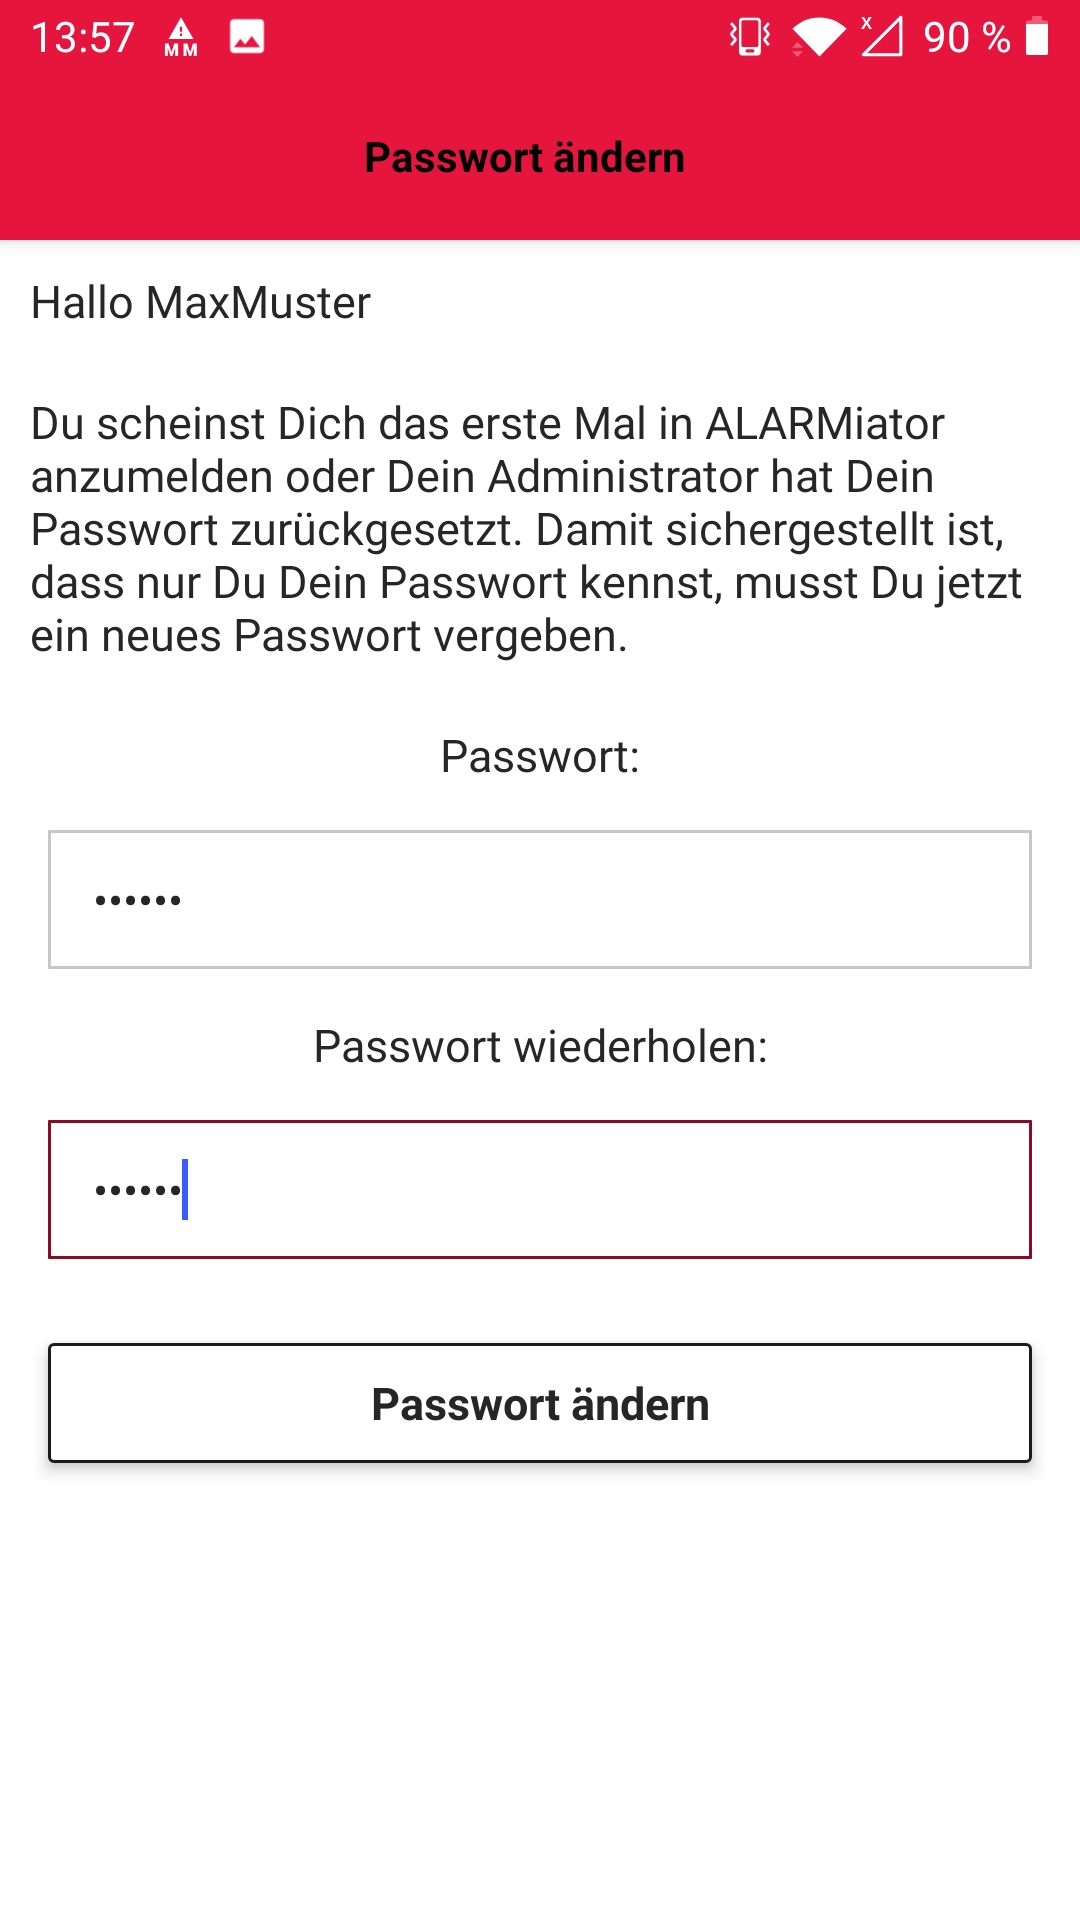 13:57
MM
x
90 %
Passwort ändern
Hallo MaxMuster
Du scheinst Dich das erste Mal in ALARMiator
anzumelden oder Dein Administrator hat Dein
Passwort zurückgesetzt. Damit sichergestellt ist,
dass nur Du Dein Passwort kennst, musst Du jetzt
ein neues Passwort vergeben.
Passwort:
••••••
Passwort wiederholen:
••••••
Passwort ändern